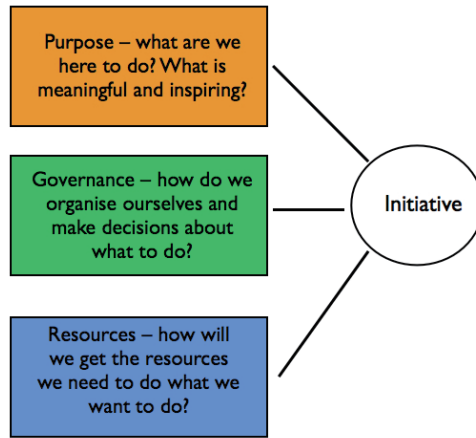 Purpose – what are we
here to do? What is
meaningful and inspiring?
Governance – how do we
organise ourselves and
make decisions about
what to do?
Initiative
Resources – how will
we get the resources
we need to do what we
want to do?